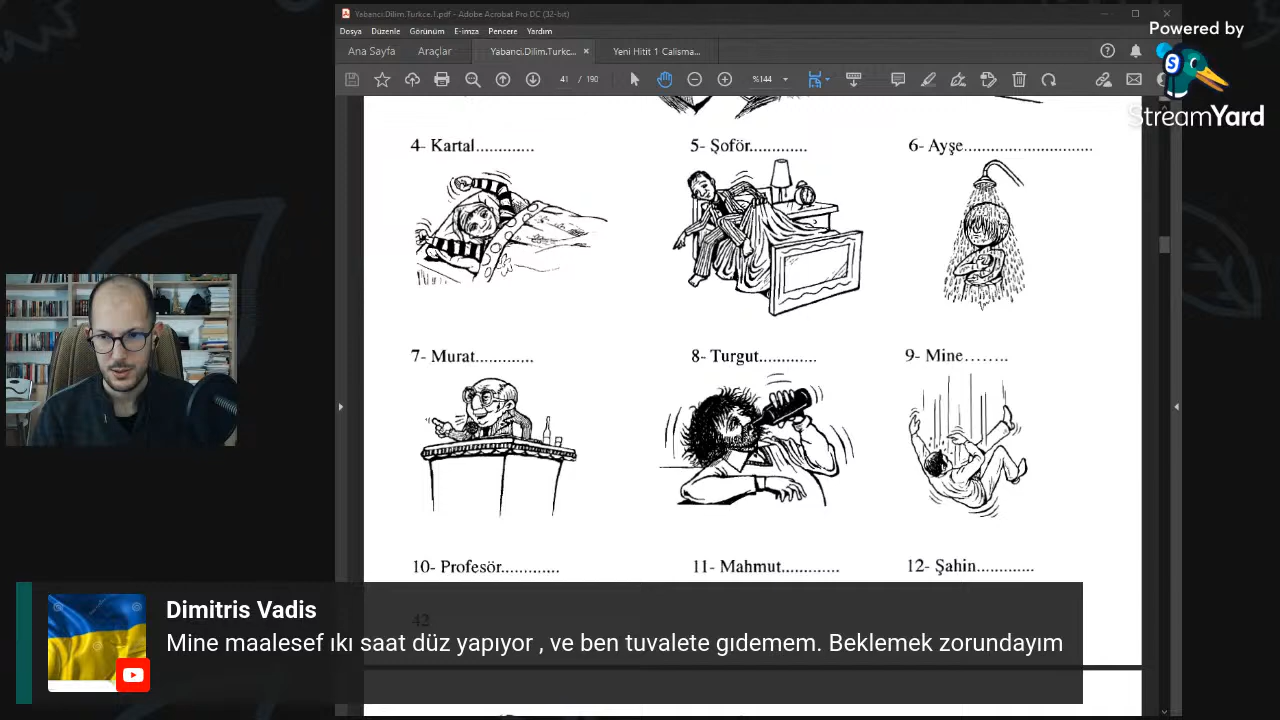 Yabanci.Dilim.Turkce.1.pdf - Adobe Acrobat Pro DC (32-bit)
Dosya Düzenle Görünüm E-imza Pencere Yardım
Ana Sayfa Araçlar Yabanci.Dilim.Turkc... × Yeni Hitit 1 Calisma...
41 / 190 %144
Powered by
S
StreamYard
4- Kartal............. 5- Şoför............. 6- Ayşe.............................
7- Murat............. 8- Turgut............. 9- Mine........
10- Profesör............. 11- Mahmut............. 12- Şahin.............
42
Dimitris Vadis
Mine maalesef ıkı saat düz yapıyor , ve ben tuvalete gıdemem. Beklemek zorundayım